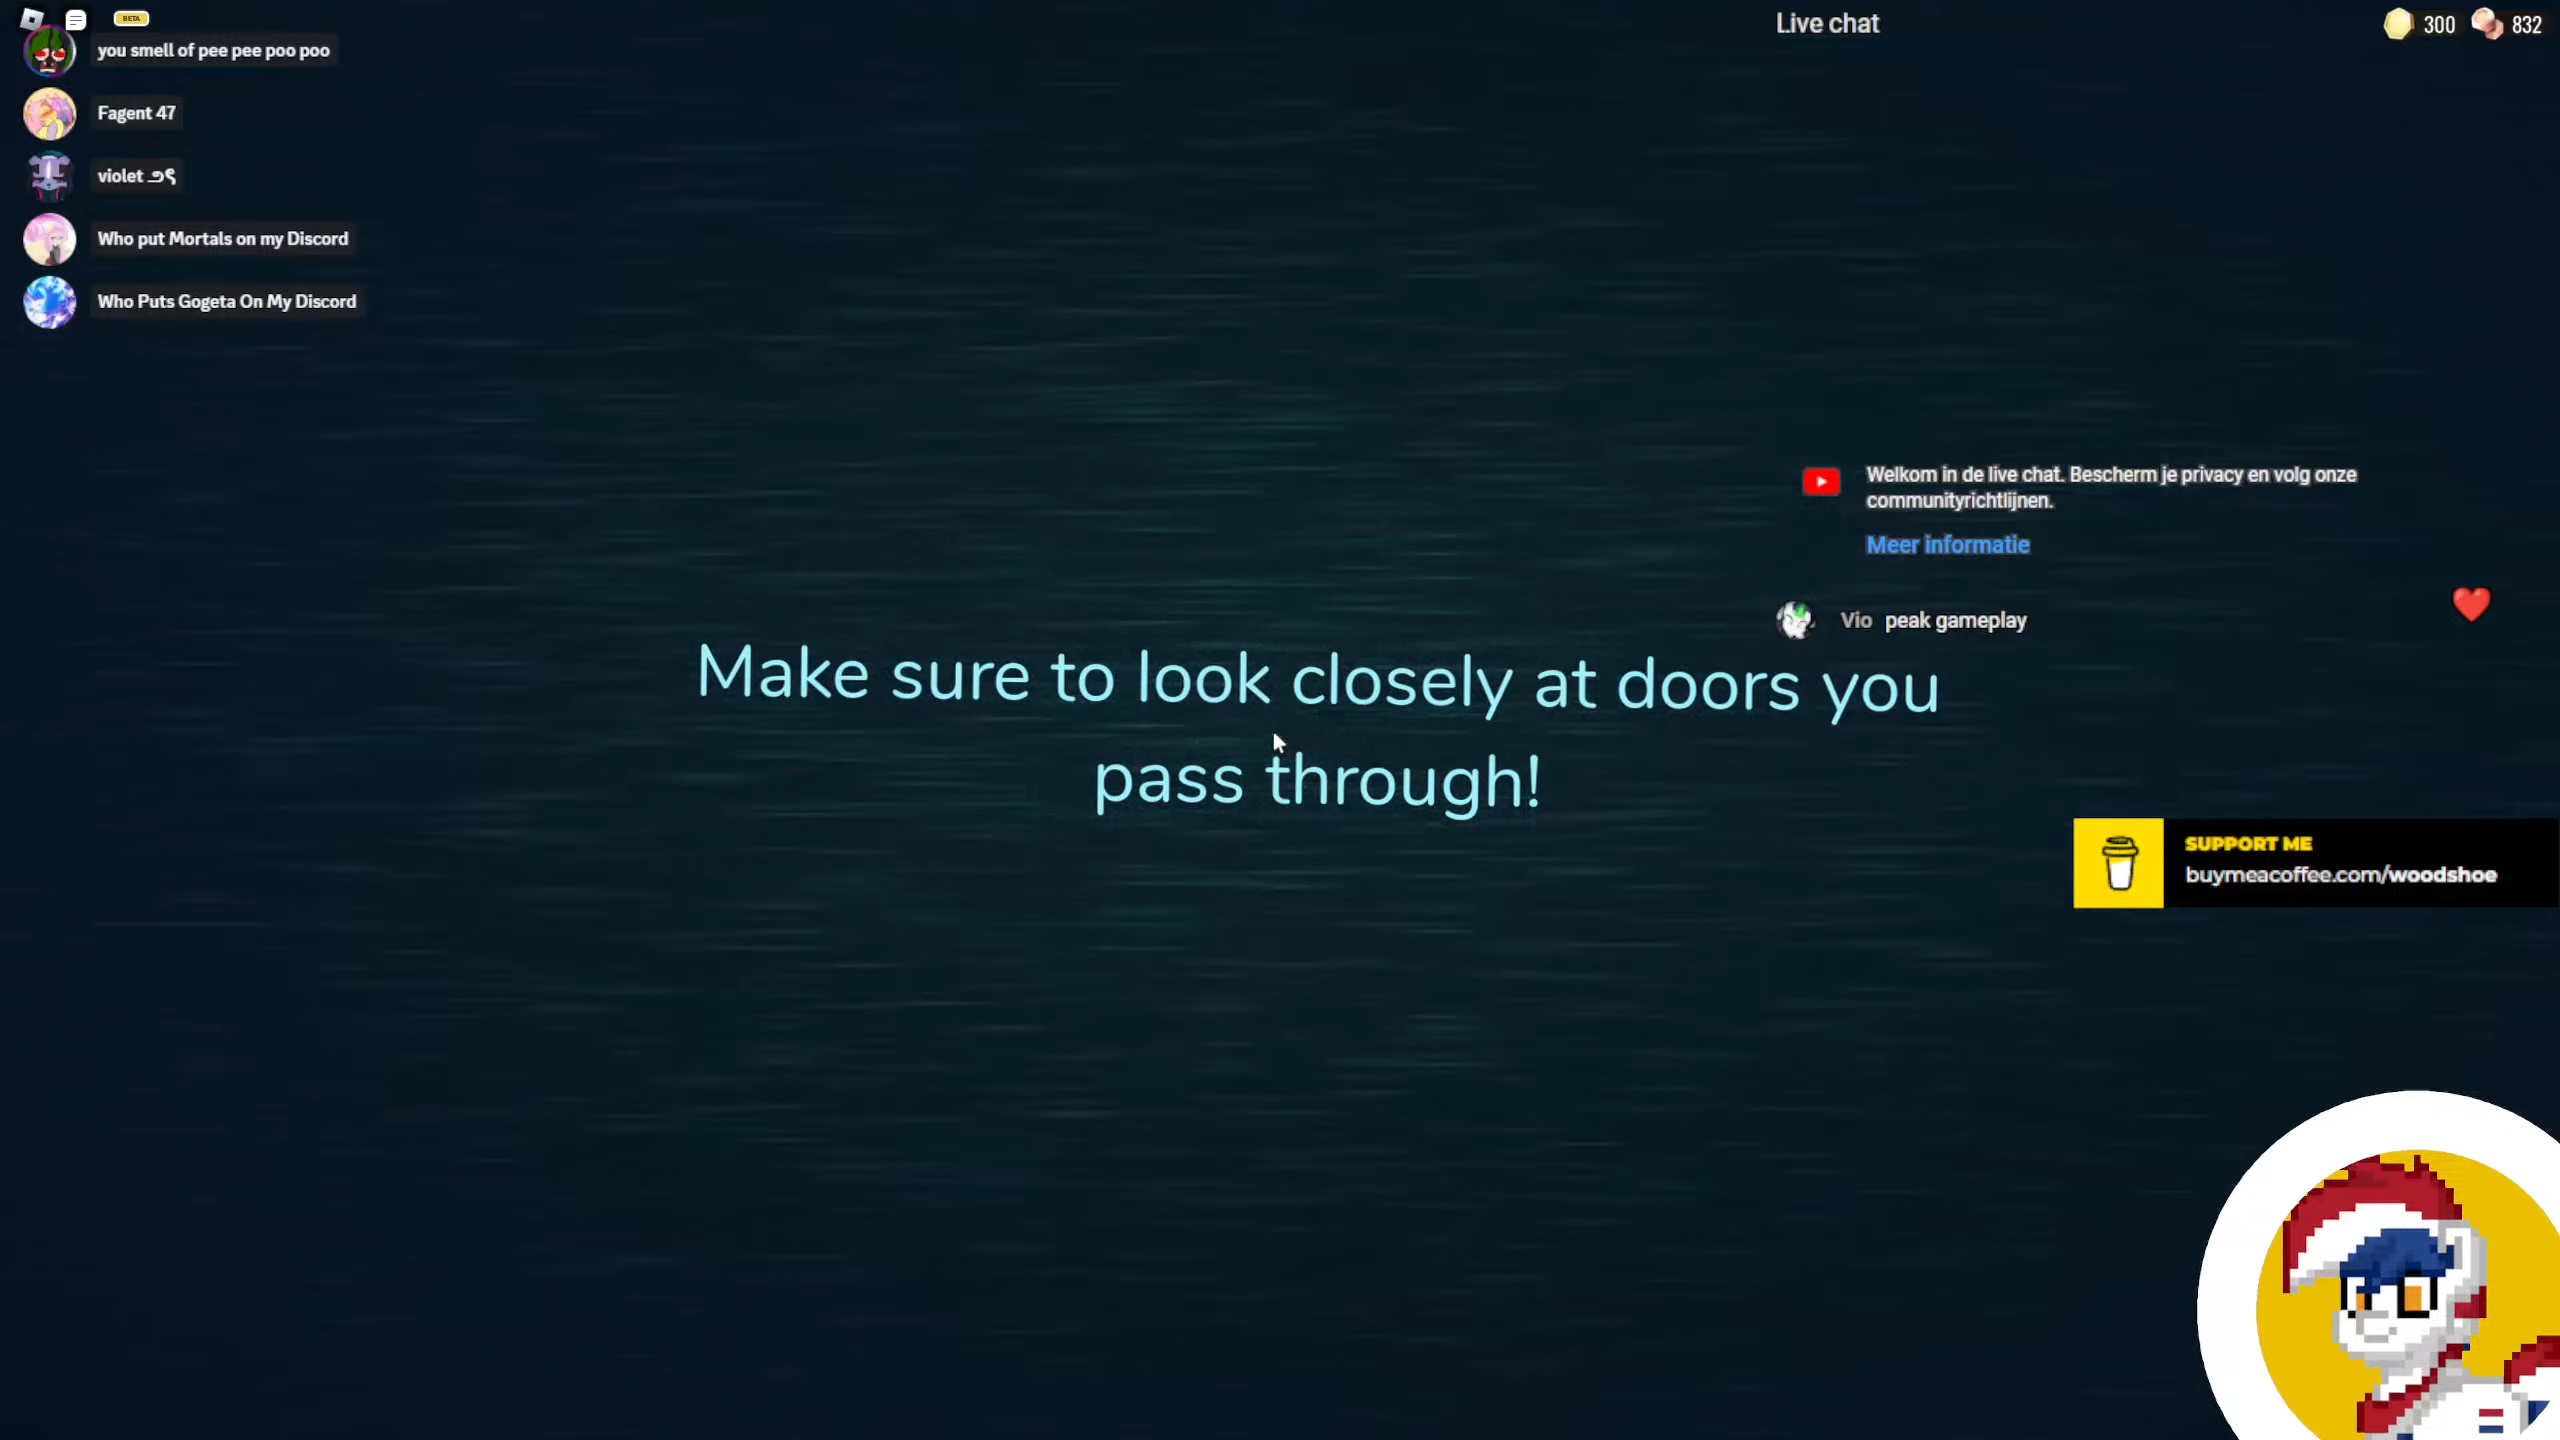 BETA
Live chat
300
832
you smell of pee pee poo poo
Fagent 47
violet
Who put Mortals on my Discord
Who Puts Gogeta On My Discord
Welkom in de live chat. Bescherm je privacy en volg onze
communityrichtlijnen.
Meer informatie
Vio peak gameplay
Make sure to look closely at doors you
pass through!
SUPPORT ME
buymeacoffee.com/woodshoe